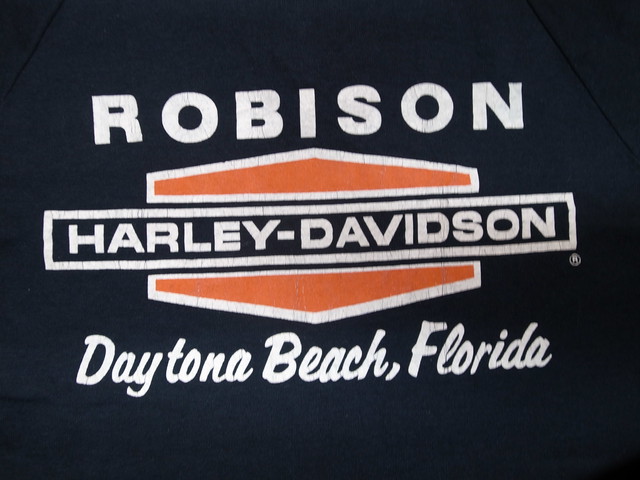 ROBISON
HARLEY-DAVIDSON ®
Daytona Beach, Florida